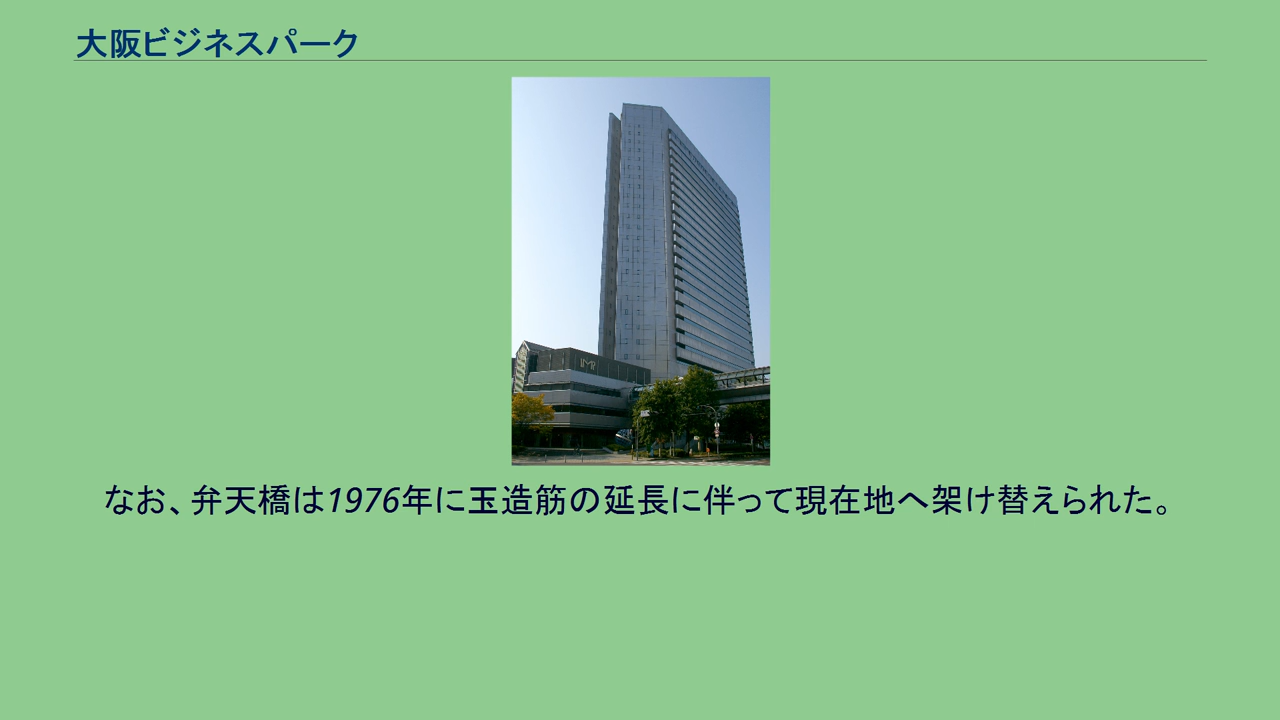 大阪ビジネスパーク
IMP
なお、弁天橋は1976年に玉造筋の延長に伴って現在地へ架け替えられた。